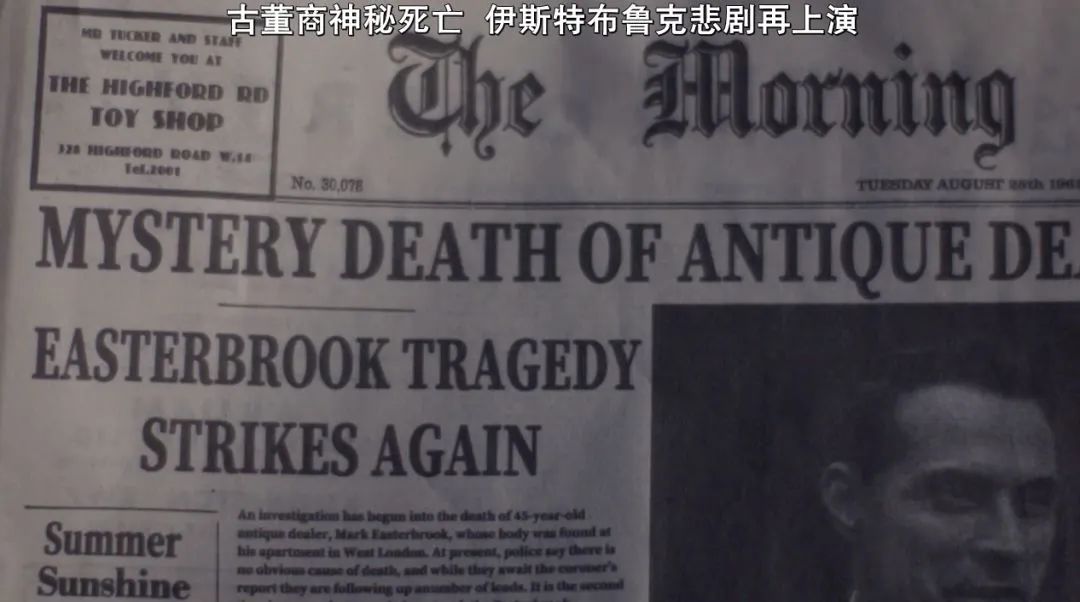 古董商神秘死亡 伊斯特布鲁克悲剧再上演
MR TUCKER AND STAFF
WELCOME YOU AT
THE HIGHFORD RD
TOY SHOP
328 HIGHFORD ROAD W.14
Tel.2001
The Morning
No. 30,078
TUESDAY AUGUST
MYSTERY DEATH OF ANTIQUE DEA
EASTERBROOK TRAGEDY
STRIKES AGAIN
Summer
Sunshine
An investigation has begun into the death of 45-year-old
antique dealer, Mark Easterbrook, whose body was found at
his apartment in West London. At present, police say there is
no obvious cause of death, and while they await the coroner's
report they are following up anumber of leads. It is the second